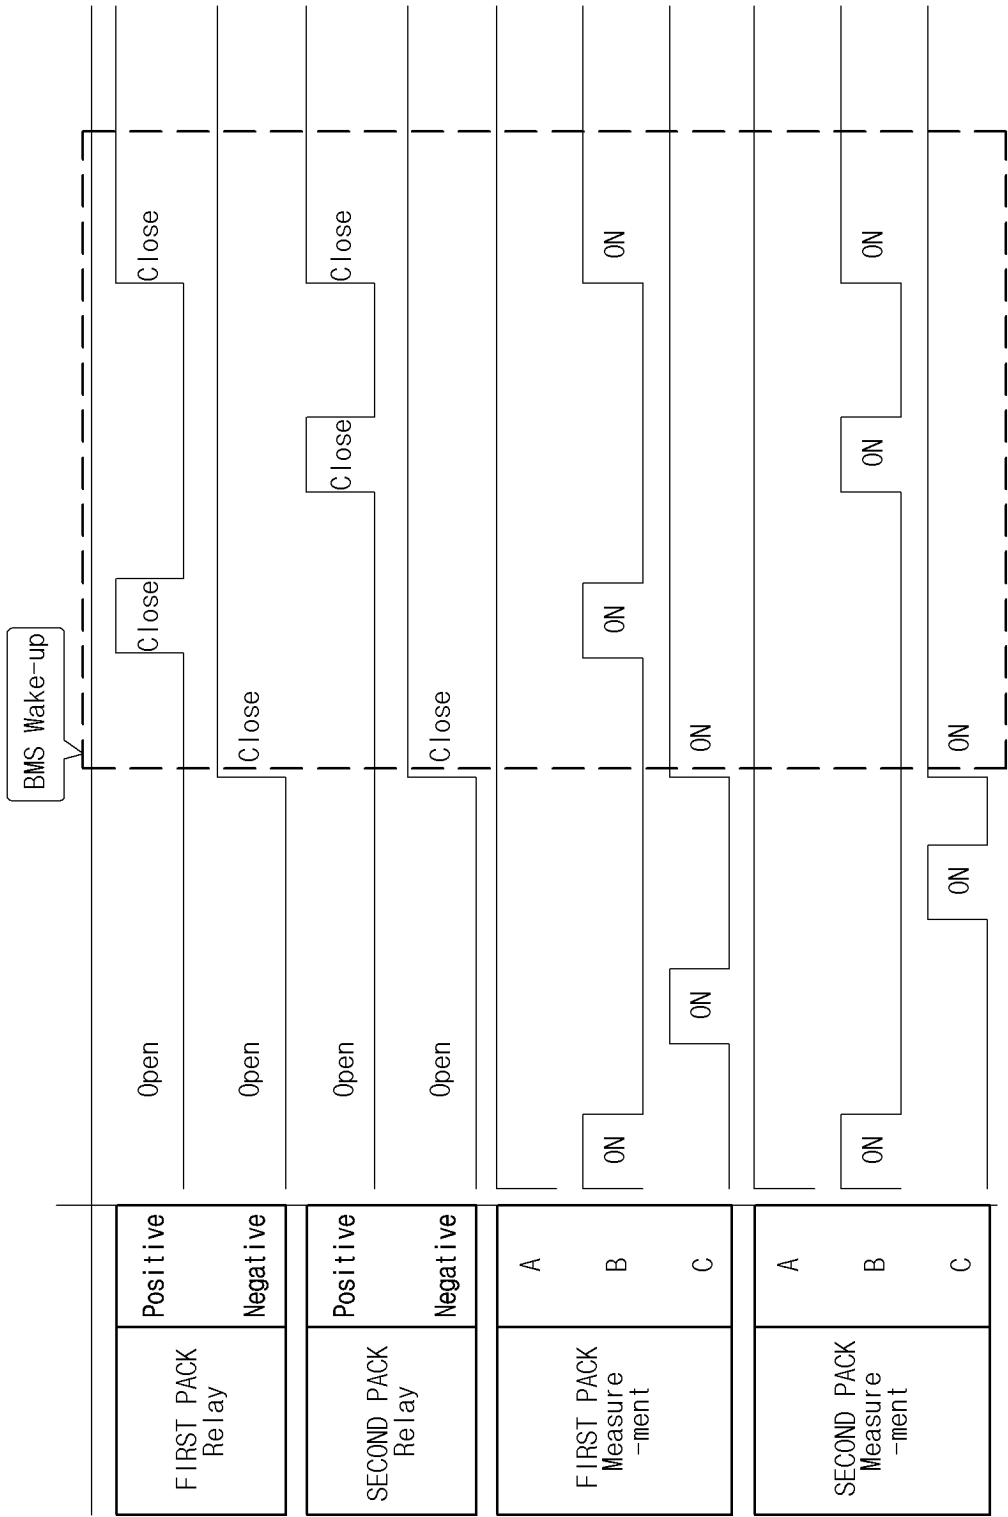 BMS Wake-up
FIRST PACK
Relay
Positive
Open
Close
Close
Negative
Open
Close
SECOND PACK
Relay
Positive
Open
Close
Close
Negative
Open
Close
FIRST PACK
Measure
-ment
A
B
ON
ON
ON
C
ON
ON
SECOND PACK
Measure
-ment
A
B
ON
ON
ON
C
ON
ON